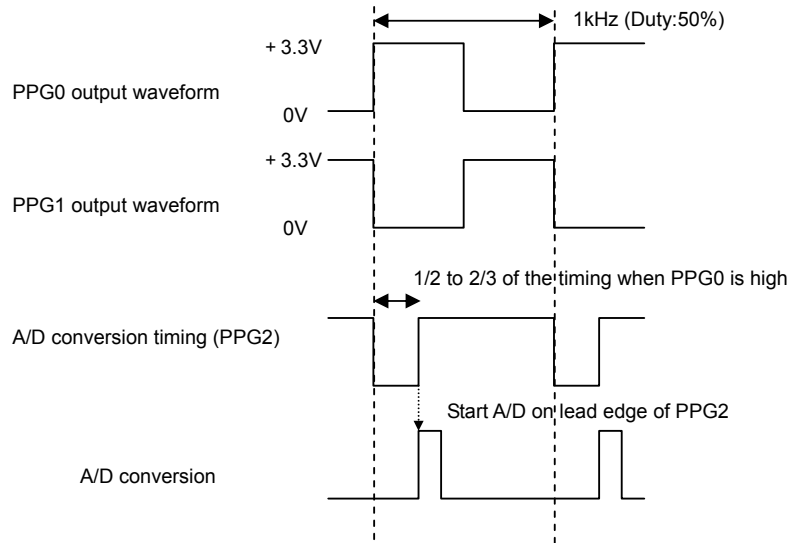 1kHz (Duty:50%)
+ 3.3V
PPG0 output waveform
0V
+ 3.3V
PPG1 output waveform
0V
1/2 to 2/3 of the timing when PPG0 is high
A/D conversion timing (PPG2)
Start A/D on lead edge of PPG2
A/D conversion